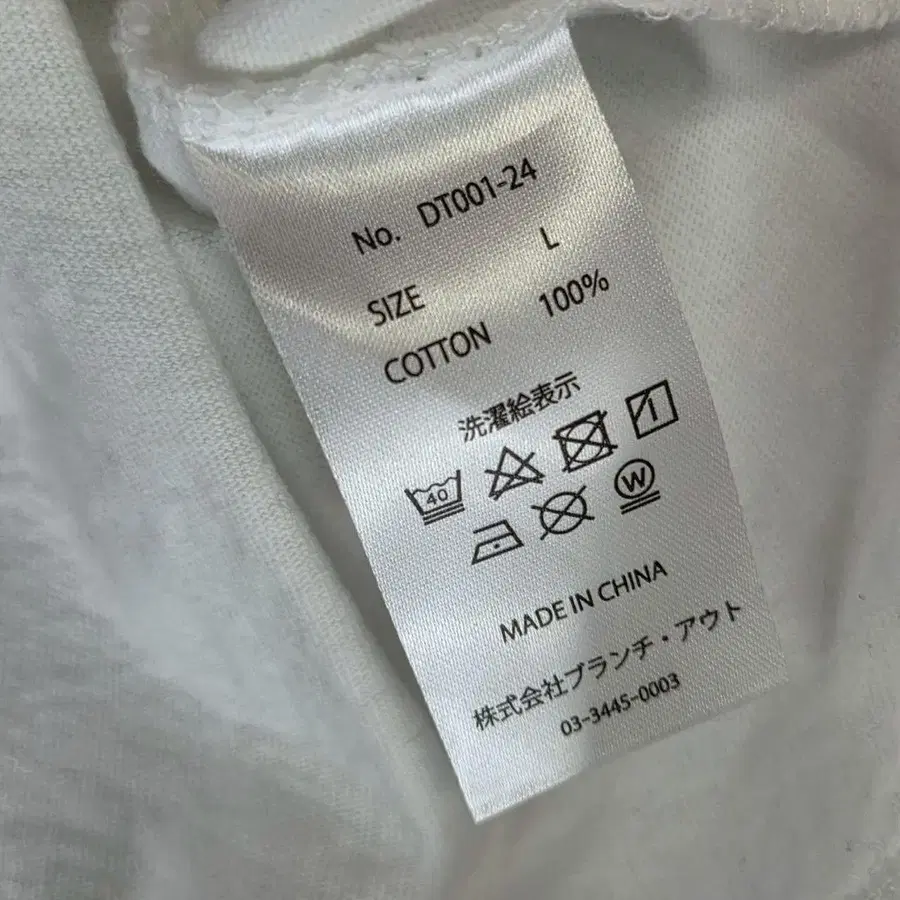 No. DT001-24
SIZE L
COTTON 100%
洗濯絵表示
40
W
MADE IN CHINA
株式会社ブランチ・アウト
03-3445-0003